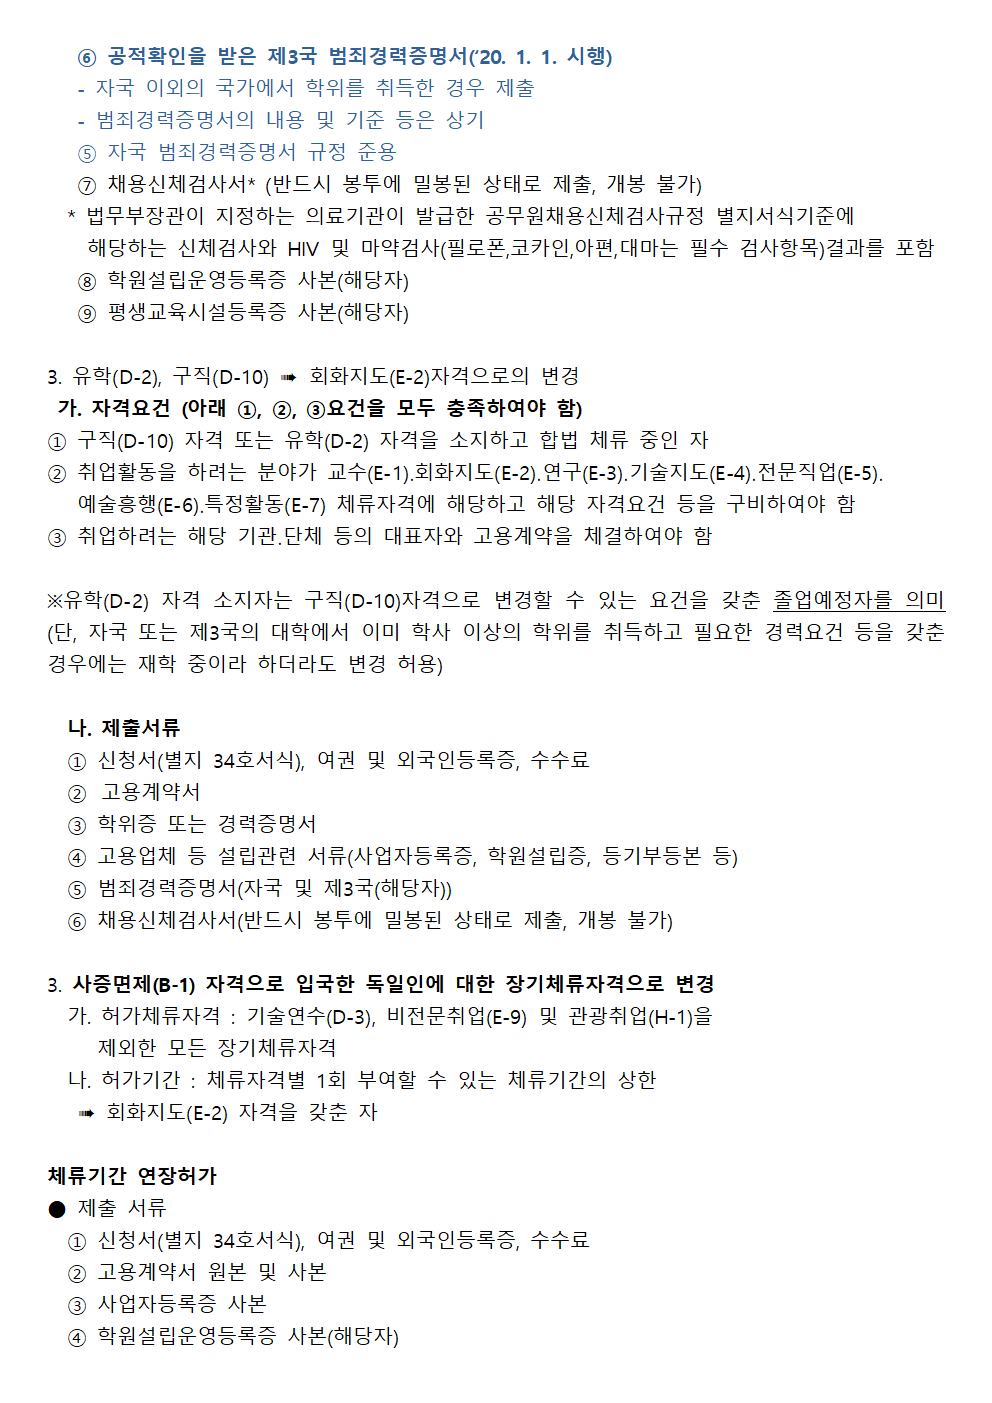 ⑥ 공적확인을 받은 제3국 범죄경력증명서(‘20. 1. 1. 시행)
- 자국 이외의 국가에서 학위를 취득한 경우 제출
- 범죄경력증명서의 내용 및 기준 등은 상기
⑤ 자국 범죄경력증명서 규정 준용
⑦ 채용신체검사서* (반드시 봉투에 밀봉된 상태로 제출, 개봉 불가)
* 법무부장관이 지정하는 의료기관이 발급한 공무원채용신체검사규정 별지서식기준에
해당하는 신체검사와 HIV 및 마약검사(필로폰,코카인,아편,대마는 필수 검사항목)결과를 포함
⑧ 학원설립운영등록증 사본(해당자)
⑨ 평생교육시설등록증 사본(해당자)
3. 유학(D-2), 구직(D-10) ➠ 회화지도(E-2)자격으로의 변경
가. 자격요건 (아래 ①, ②, ③요건을 모두 충족하여야 함)
① 구직(D-10) 자격 또는 유학(D-2) 자격을 소지하고 합법 체류 중인 자
② 취업활동을 하려는 분야가 교수(E-1).회화지도(E-2).연구(E-3).기술지도(E-4).전문직업(E-5).
예술흥행(E-6).특정활동(E-7) 체류자격에 해당하고 해당 자격요건 등을 구비하여야 함
③ 취업하려는 해당 기관.단체 등의 대표자와 고용계약을 체결하여야 함
※유학(D-2) 자격 소지자는 구직(D-10)자격으로 변경할 수 있는 요건을 갖춘 졸업예정자를 의미
(단, 자국 또는 제3국의 대학에서 이미 학사 이상의 학위를 취득하고 필요한 경력요건 등을 갖춘
경우에는 재학 중이라 하더라도 변경 허용)
나. 제출서류
① 신청서(별지 34호서식), 여권 및 외국인등록증, 수수료
② 고용계약서
③ 학위증 또는 경력증명서
④ 고용업체 등 설립관련 서류(사업자등록증, 학원설립증, 등기부등본 등)
⑤ 범죄경력증명서(자국 및 제3국(해당자))
⑥ 채용신체검사서(반드시 봉투에 밀봉된 상태로 제출, 개봉 불가)
3. 사증면제(B-1) 자격으로 입국한 독일인에 대한 장기체류자격으로 변경
가. 허가체류자격 : 기술연수(D-3), 비전문취업(E-9) 및 관광취업(H-1)을
제외한 모든 장기체류자격
나. 허가기간 : 체류자격별 1회 부여할 수 있는 체류기간의 상한
➠ 회화지도(E-2) 자격을 갖춘 자
체류기간 연장허가
● 제출 서류
① 신청서(별지 34호서식), 여권 및 외국인등록증, 수수료
② 고용계약서 원본 및 사본
③ 사업자등록증 사본
④ 학원설립운영등록증 사본(해당자)